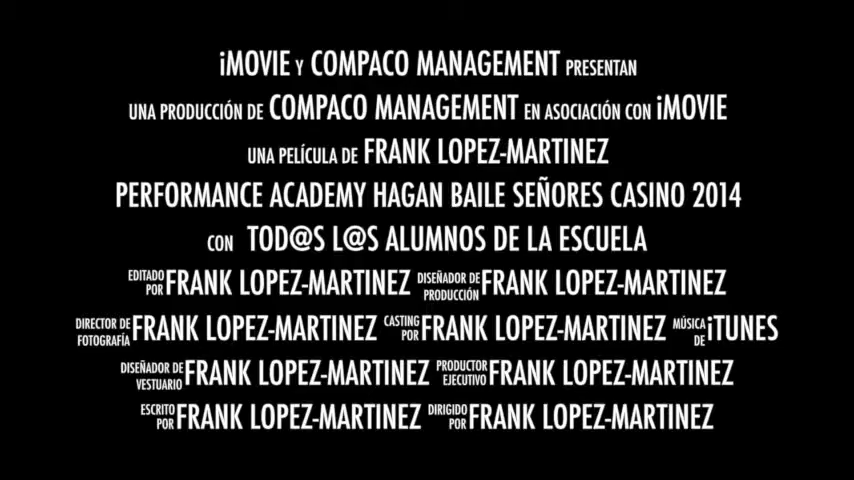 iMOVIE Y COMPACO MANAGEMENT PRESENTAN
UNA PRODUCCIÓN DE COMPACO MANAGEMENT EN ASOCIACIÓN CON iMOVIE
UNA PELÍCULA DE FRANK LOPEZ-MARTINEZ
PERFORMANCE ACADEMY HAGAN BAILE SEÑORES CASINO 2014
CON TOD@S L@S ALUMNOS DE LA ESCUELA
EDITADO POR FRANK LOPEZ-MARTINEZ DISEÑADOR DE PRODUCCIÓN FRANK LOPEZ-MARTINEZ
DIRECTOR DE FOTOGRAFÍA FRANK LOPEZ-MARTINEZ CASTING POR FRANK LOPEZ-MARTINEZ MÚSICA DE iTUNES
DISEÑADOR DE VESTUARIO FRANK LOPEZ-MARTINEZ PRODUCTOR EJECUTIVO FRANK LOPEZ-MARTINEZ
ESCRITO POR FRANK LOPEZ-MARTINEZ DIRIGIDO POR FRANK LOPEZ-MARTINEZ